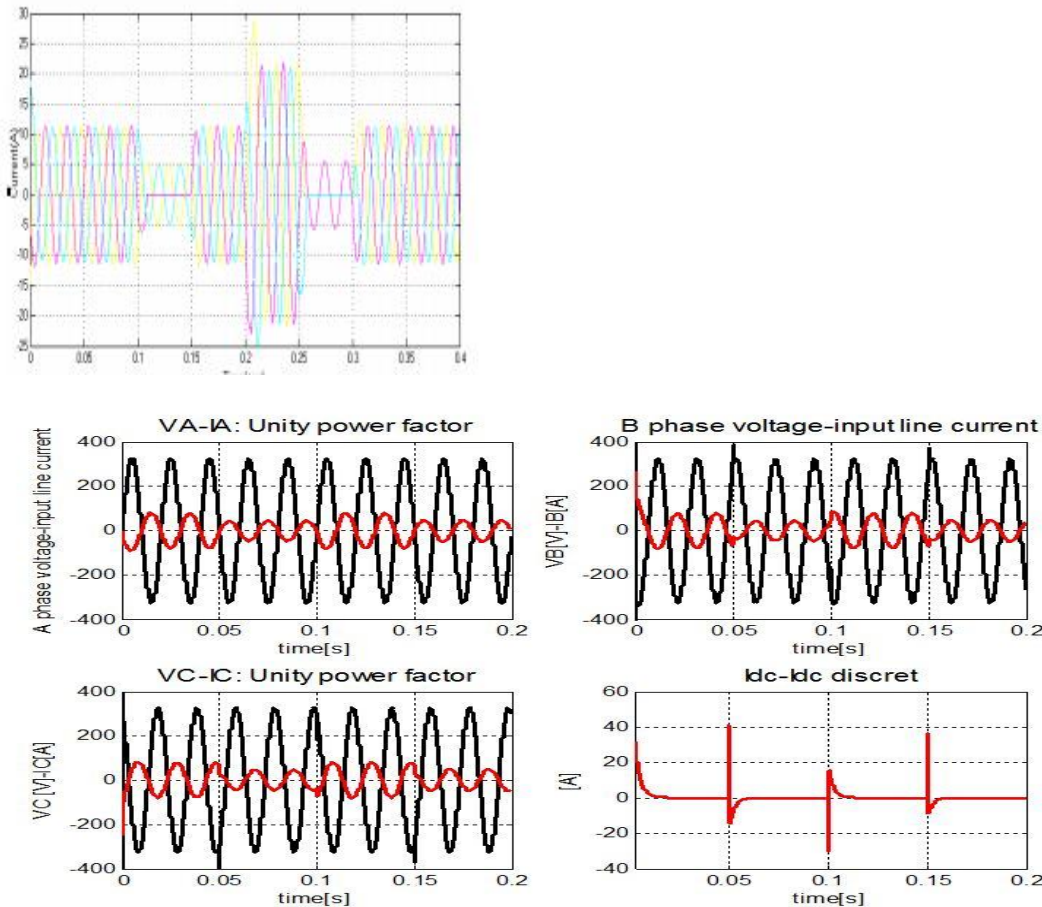 30
25
20
15
10
5
0
-5
-10
-15
-20
-25
Current(A)
0 0.05 0.1 0.15 0.2 0.25 0.3 0.35 0.4
VA-IA: Unity power factor
A phase voltage-input line current
400
200
0
-200
-400
0 0.05 0.1 0.15 0.2
time[s]
B phase voltage-input line current
VB[V]-IB[A]
400
200
0
-200
-400
0 0.05 0.1 0.15 0.2
time[s]
VC-IC: Unity power factor
VC [V]-IC[A]
400
200
0
-200
-400
0 0.05 0.1 0.15 0.2
time[s]
Idc-Idc discret
[A]
60
40
20
0
-20
-40
0.05 0.1 0.15 0.2
time[s]